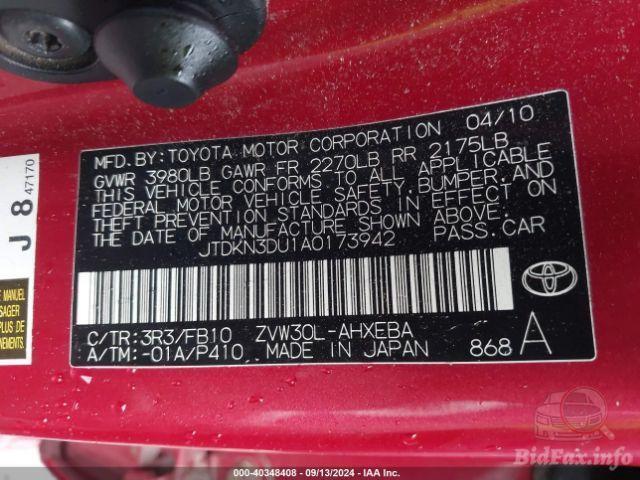 MFD. BY: TOYOTA MOTOR CORPORATION 04/10
GVWR 3980LB GAWR FR 2270LB RR 2175LB
THIS VEHICLE CONFORMS TO ALL APPLICABLE
FEDERAL MOTOR VEHICLE SAFETY, BUMPER, AND
THEFT PREVENTION STANDARDS IN EFFECT ON
THE DATE OF MANUFACTURE SHOWN ABOVE.
JTDKN3DU1A0173942 PASS.CAR
C/TR: 3R3/FB10 ZVW30L-AHXEBA
A/TM: -01A/P410 MADE IN JAPAN 868 A
J 8 47170
E MANUEL
SAGER
BidFax.info
000-40348408 - 09/13/2024 - IAA Inc.